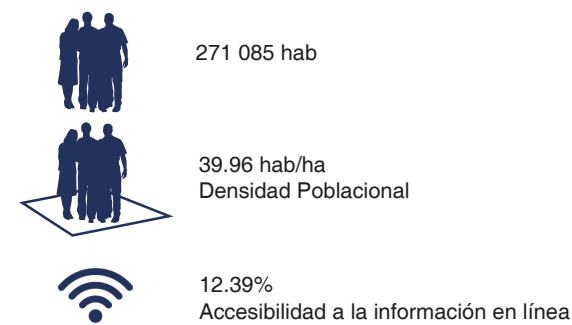 271 085 hab
39.96 hab/ha
Densidad Poblacional
12.39%
Accesibilidad a la información en línea